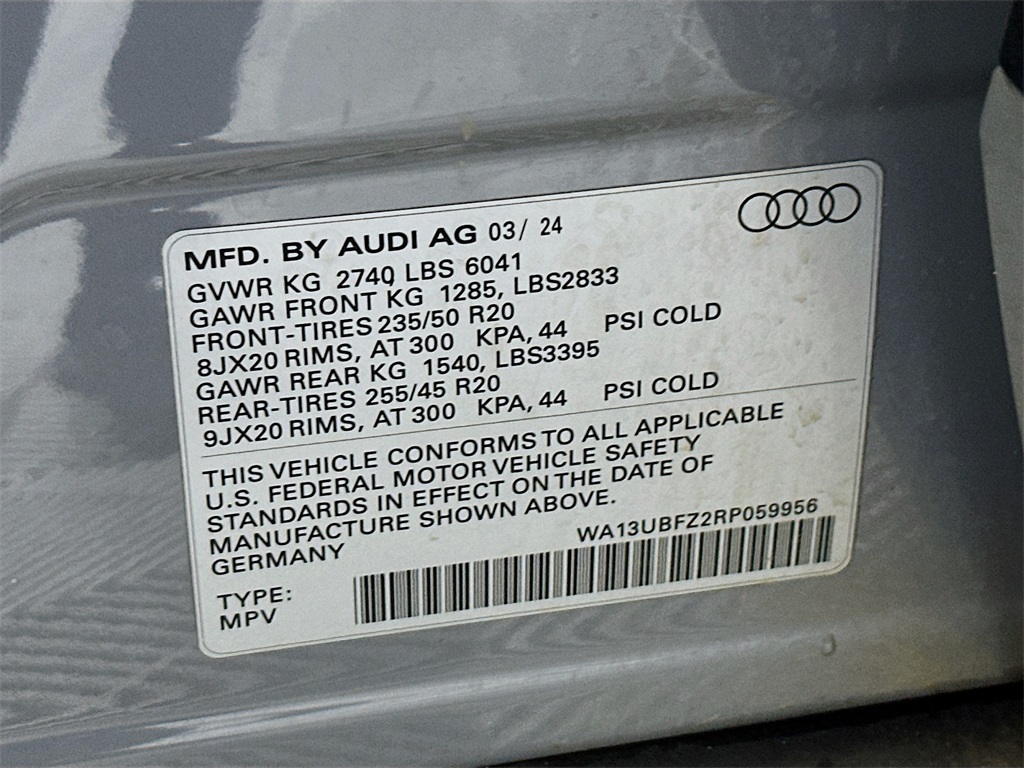 MFD. BY AUDI AG 03/ 24
GVWR KG 2740 LBS 6041
GAWR FRONT KG 1285, LBS2833
FRONT-TIRES 235/50 R20
8JX20 RIMS, AT 300 KPA, 44 PSI COLD
GAWR REAR KG 1540, LBS3395
REAR-TIRES 255/45 R20
9JX20 RIMS, AT 300 KPA, 44 PSI COLD
THIS VEHICLE CONFORMS TO ALL APPLICABLE
U.S. FEDERAL MOTOR VEHICLE SAFETY
STANDARDS IN EFFECT ON THE DATE OF
MANUFACTURE SHOWN ABOVE.
GERMANY
WA13UBFZ2RP059956
TYPE:
MPV